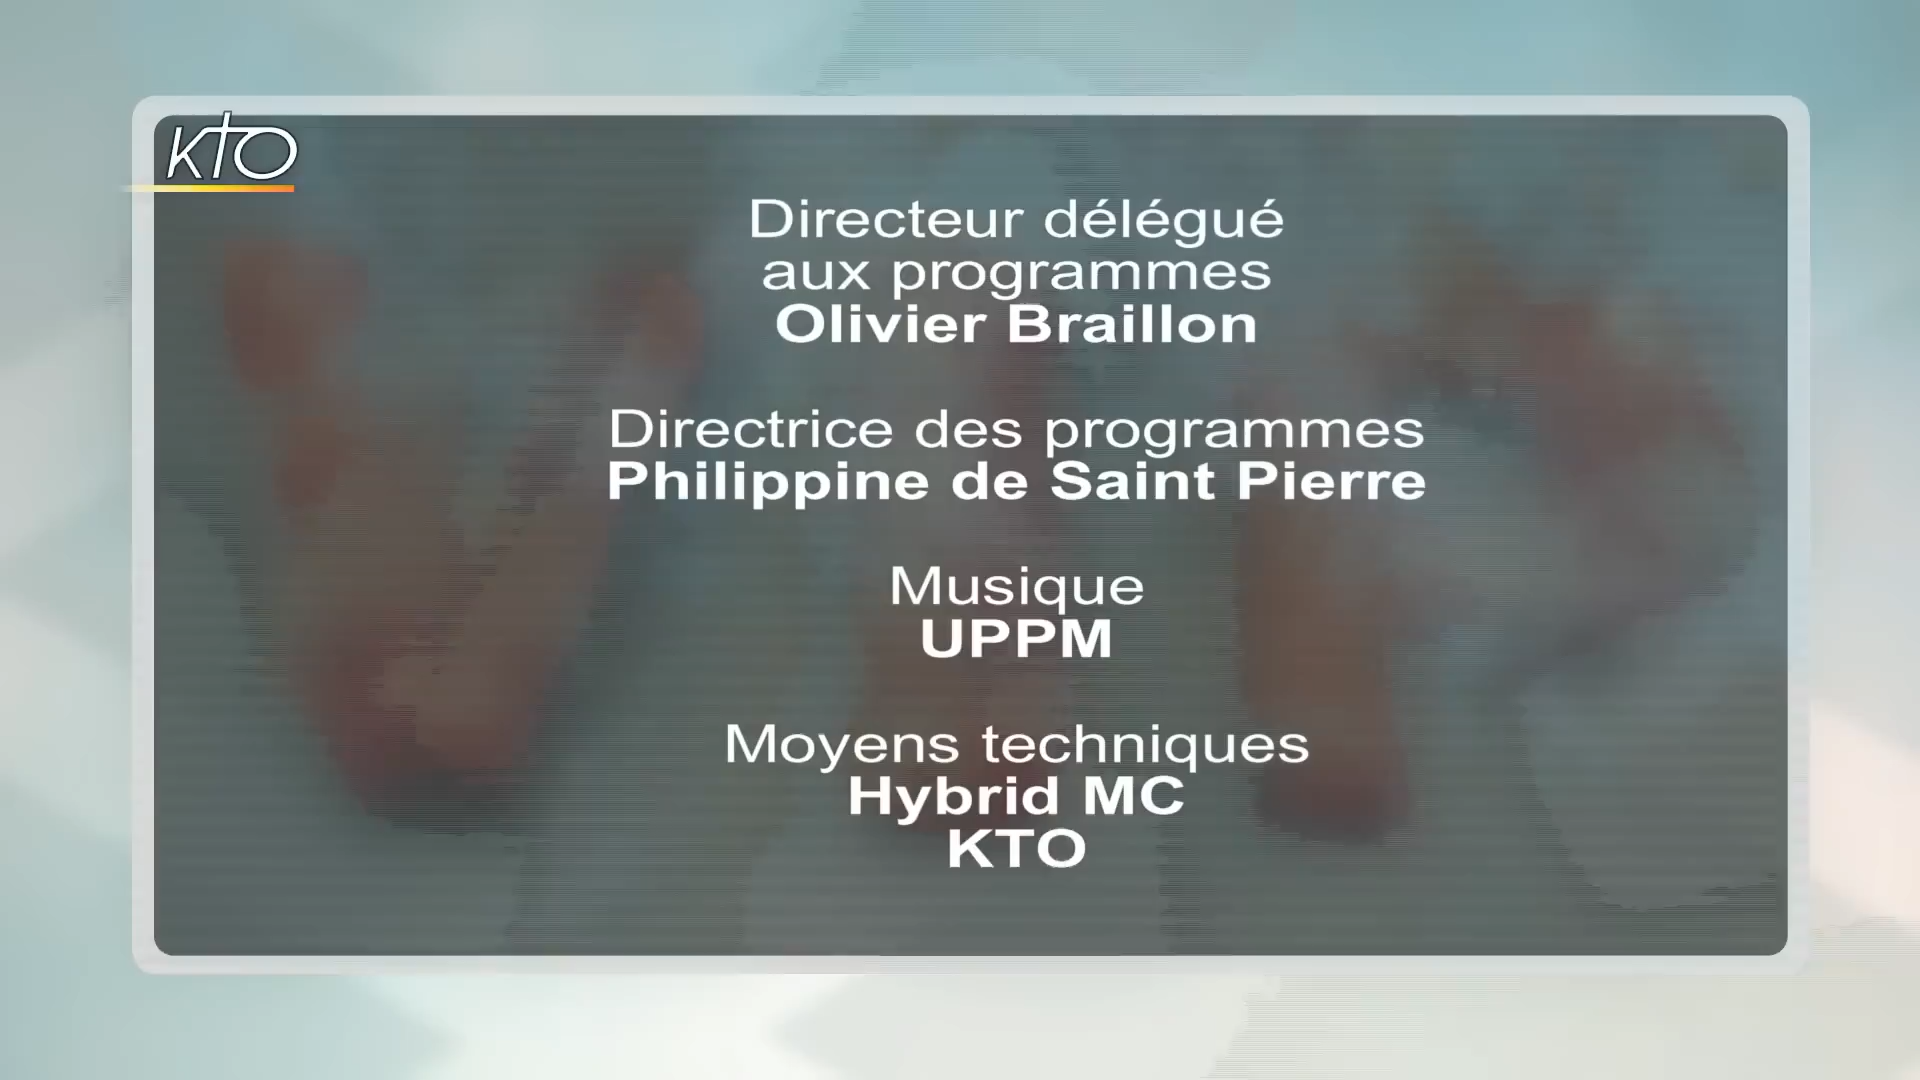 KTO
Directeur délégué
aux programmes
Olivier Braillon
Directrice des programmes
Philippine de Saint Pierre
Musique
UPPM
Moyens techniques
Hybrid MC
KTO